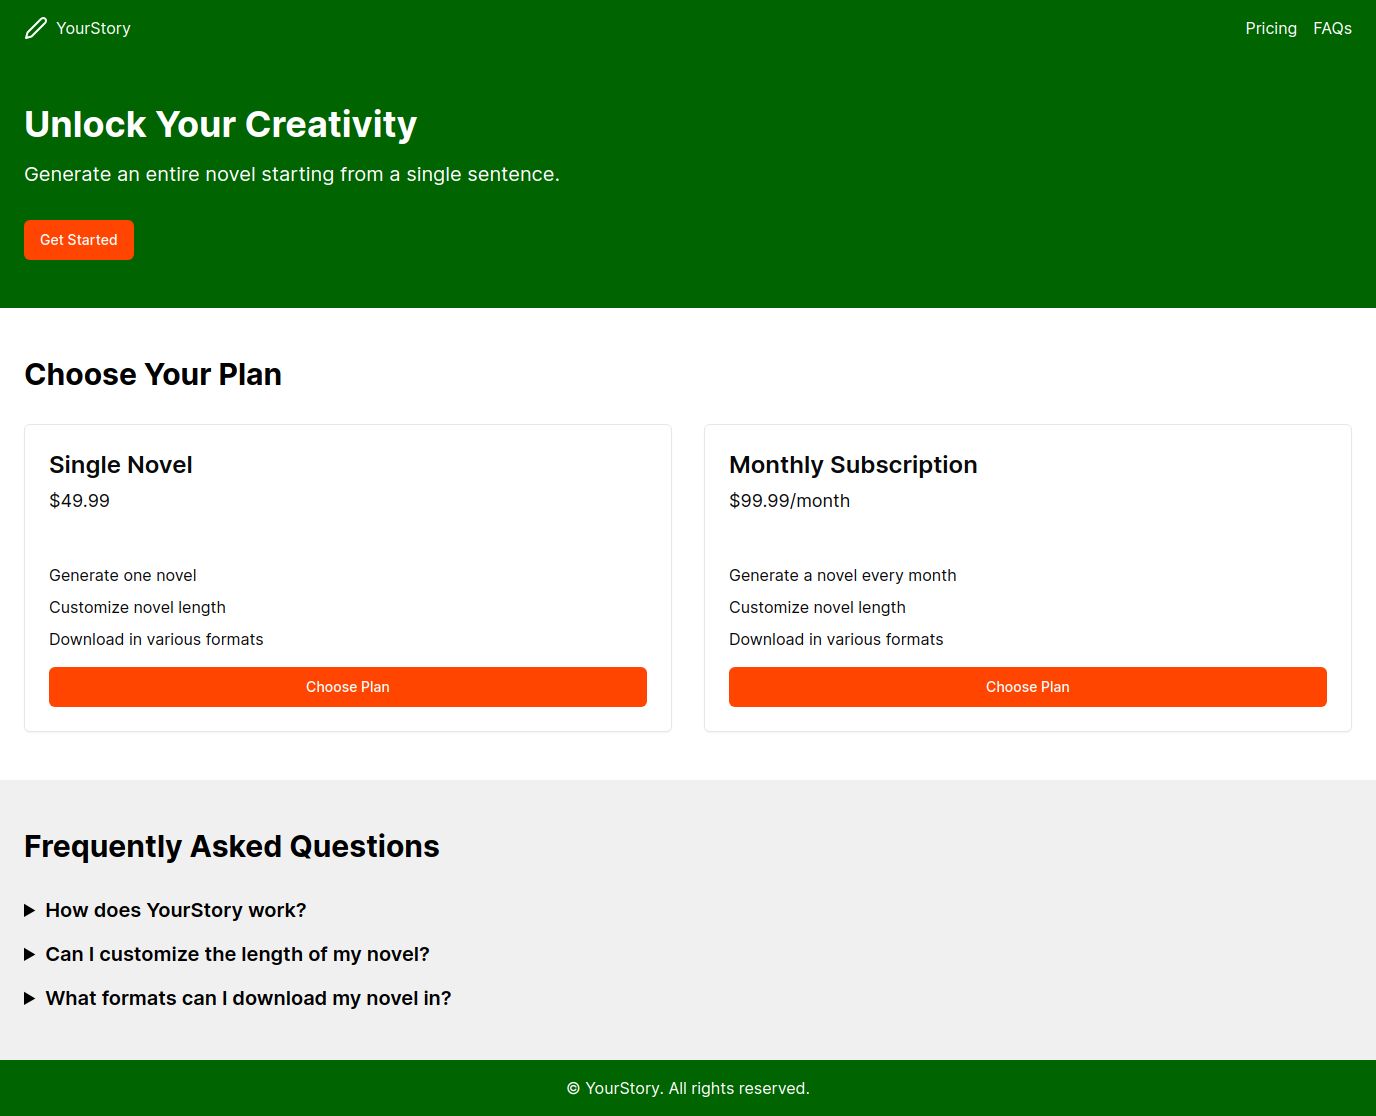 YourStory
Pricing FAQs
Unlock Your Creativity
Generate an entire novel starting from a single sentence.
Get Started
Choose Your Plan
Single Novel
$49.99
Generate one novel
Customize novel length
Download in various formats
Choose Plan
Monthly Subscription
$99.99/month
Generate a novel every month
Customize novel length
Download in various formats
Choose Plan
Frequently Asked Questions
How does YourStory work?
Can I customize the length of my novel?
What formats can I download my novel in?
© YourStory. All rights reserved.